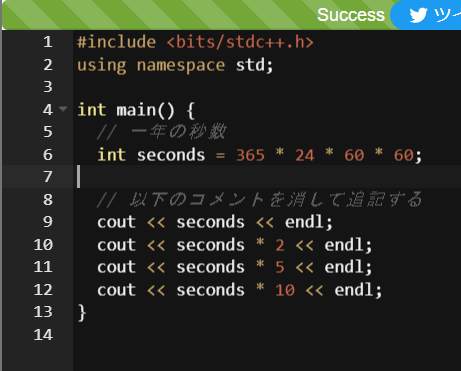 Success ツイ
1 #include <bits/stdc++.h>
2 using namespace std;
3
4 int main() {
5 // 一年の秒数
6 int seconds = 365 * 24 * 60 * 60;
7
8 // 以下のコメントを消して追記する
9 cout << seconds << endl;
10 cout << seconds * 2 << endl;
11 cout << seconds * 5 << endl;
12 cout << seconds * 10 << endl;
13 }
14